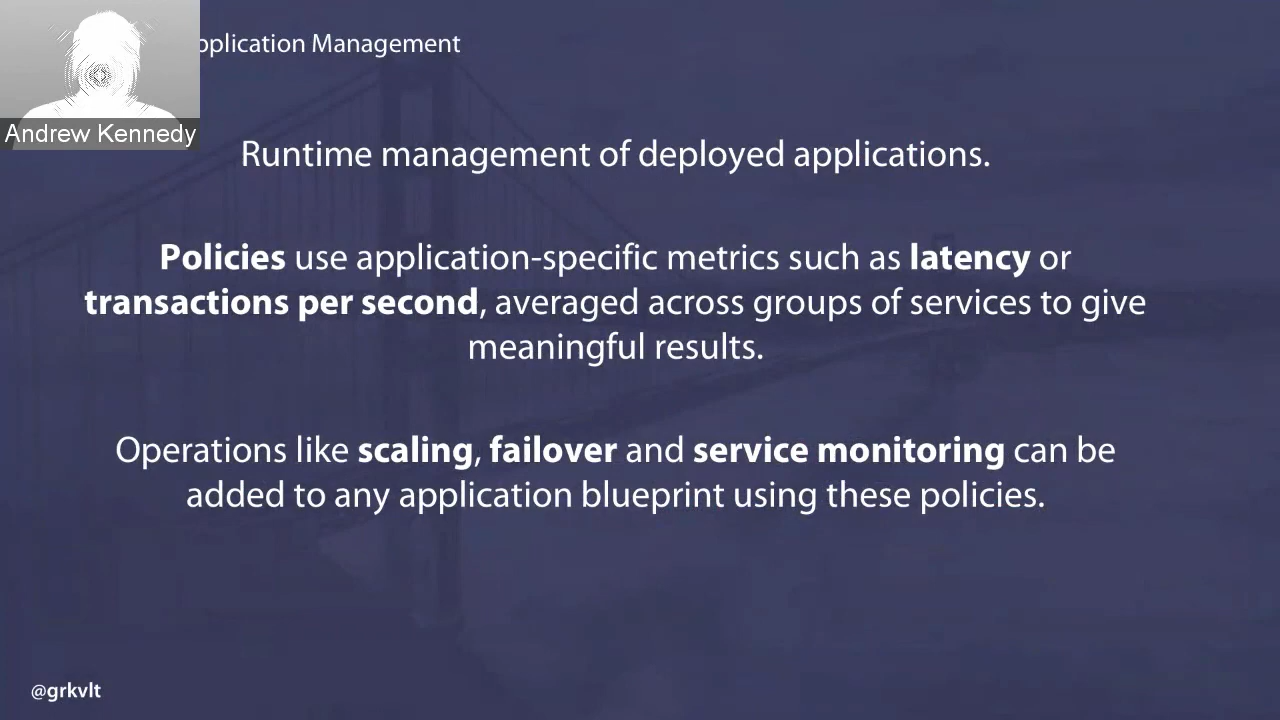 pplication Management
Andrew Kennedy
Runtime management of deployed applications.
Policies use application-specific metrics such as latency or
transactions per second, averaged across groups of services to give
meaningful results.
Operations like scaling, failover and service monitoring can be
added to any application blueprint using these policies.
@grkvlt